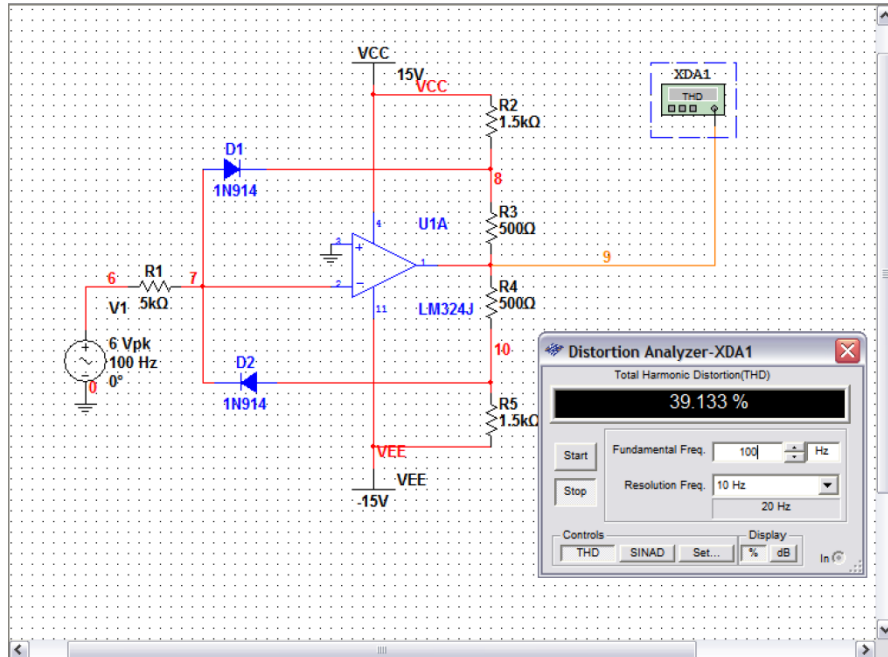 VCC
15V
VCC
XDA1
THD
R2
1.5kΩ
D1
1N914
8
R3
500Ω
U1A
4
3
1
2
11
9
6
R1
7
5kΩ
V1
R4
500Ω
LM324J
6 Vpk
100 Hz
0°
0
10
D2
1N914
R5
1.5kΩ
VEE
VEE
-15V
Distortion Analyzer-XDA1
Total Harmonic Distortion(THD)
39.133 %
Start
Fundamental Freq. 100 Hz
Stop
Resolution Freq. 10 Hz
20 Hz
Controls Display
THD SINAD Set... % dB In